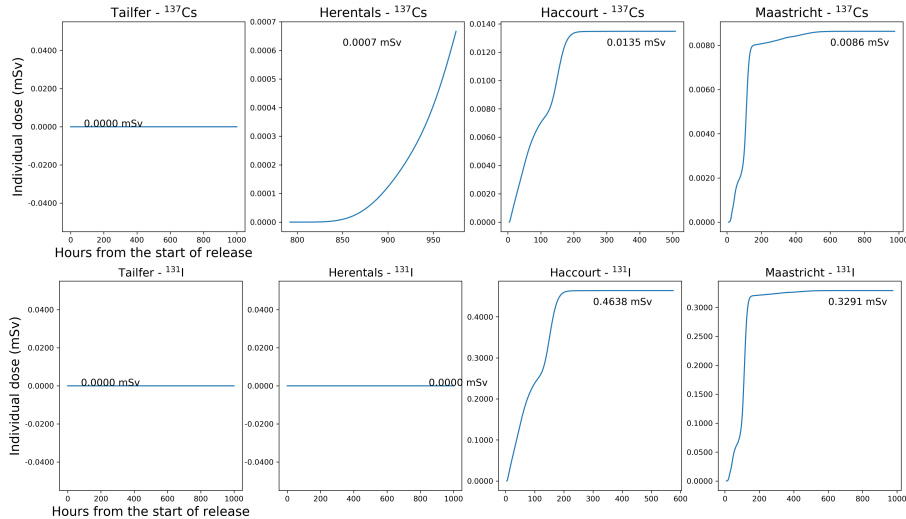 Tailfer - ¹³⁷Cs
Herentals - ¹³⁷Cs
Haccourt - ¹³⁷Cs
Maastricht - ¹³⁷Cs
Individual dose (mSv)
0.0400
0.0200
0.0000
-0.0200
-0.0400
0.0000 mSv
0 200 400 600 800 1000
Hours from the start of release
0.0007
0.0006
0.0005
0.0004
0.0003
0.0002
0.0001
0.0000
0.0007 mSv
800 850 900 950
0.0140
0.0120
0.0100
0.0080
0.0060
0.0040
0.0020
0.0000
0.0135 mSv
0 100 200 300 400 500
0.0080
0.0060
0.0040
0.0020
0.0000
0.0086 mSv
0 200 400 600 800 1000
Tailfer - ¹³¹I
Herentals - ¹³¹I
Haccourt - ¹³¹I
Maastricht - ¹³¹I
Individual dose (mSv)
0.0400
0.0200
0.0000
-0.0200
-0.0400
0.0000 mSv
0 200 400 600 800 1000
Hours from the start of release
0.0400
0.0200
0.0000
-0.0200
-0.0400
0.0000 mSv
0 200 400 600 800 1000
0.4000
0.3000
0.2000
0.1000
0.0000
0.4638 mSv
0 100 200 300 400 500 600
0.3000
0.2500
0.2000
0.1500
0.1000
0.0500
0.0000
0.3291 mSv
0 200 400 600 800 1000